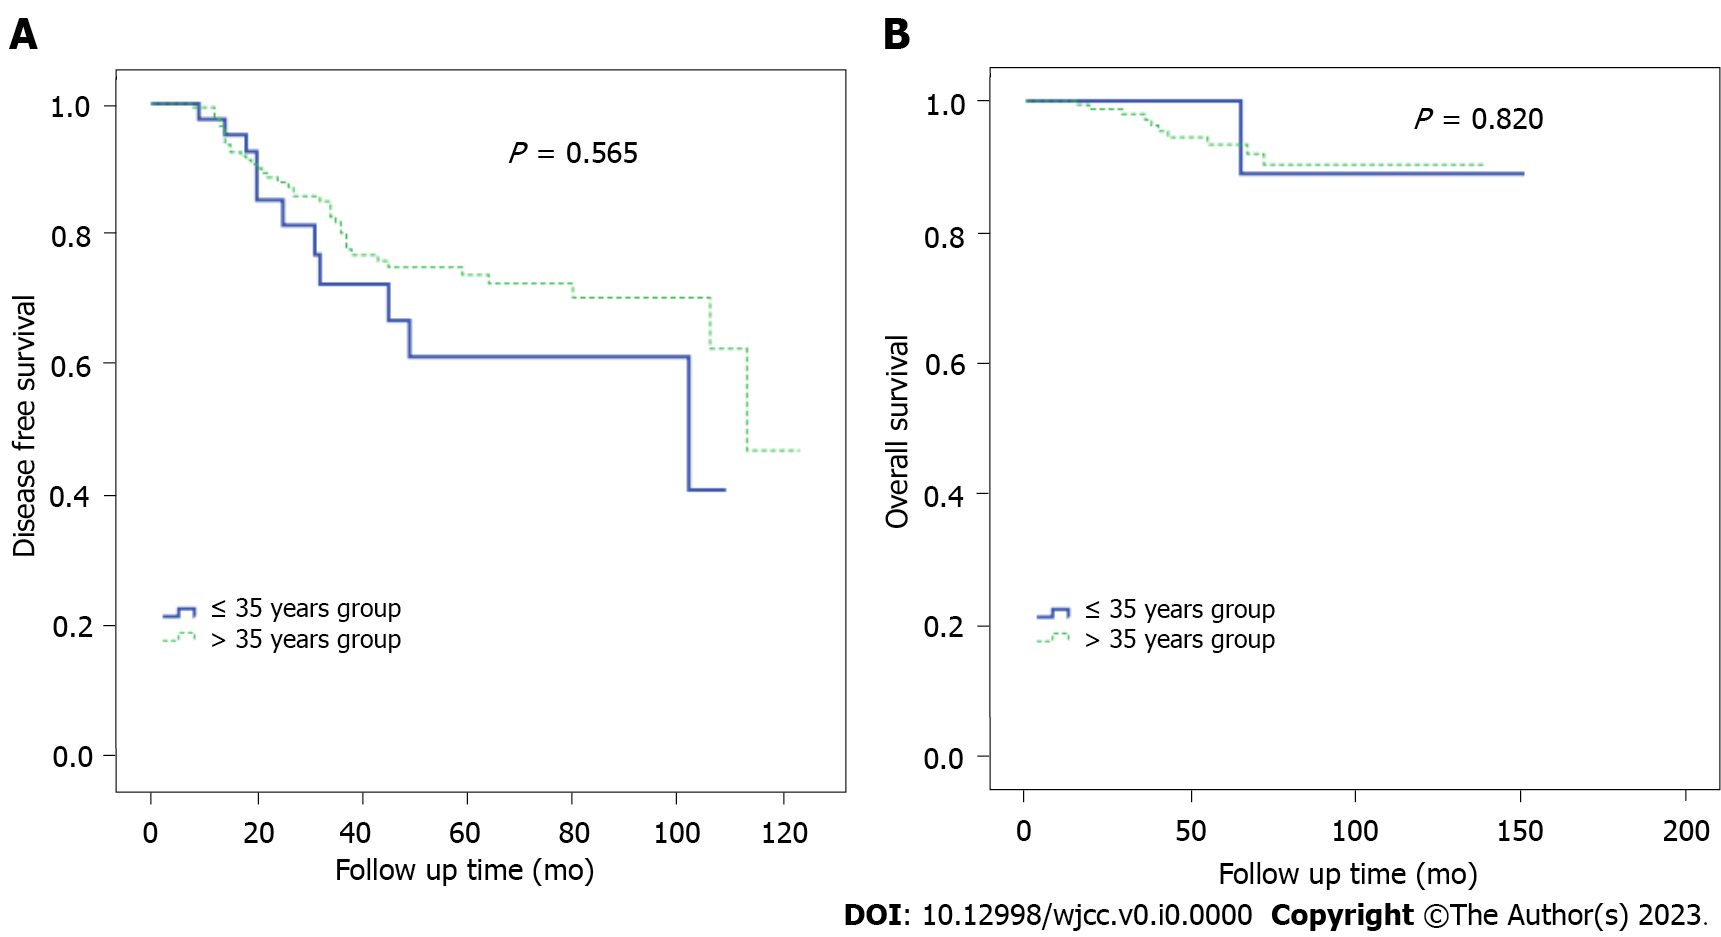 A
Disease free survival
1.0
0.8
0.6
0.4
0.2
0.0
P = 0.565
≤ 35 years group
> 35 years group
0 20 40 60 80 100 120
Follow up time (mo)
B
Overall survival
1.0
0.8
0.6
0.4
0.2
0.0
P = 0.820
≤ 35 years group
> 35 years group
0 50 100 150 200
Follow up time (mo)
DOI: 10.12998/wjcc.v0.i0.0000 Copyright ©The Author(s) 2023.